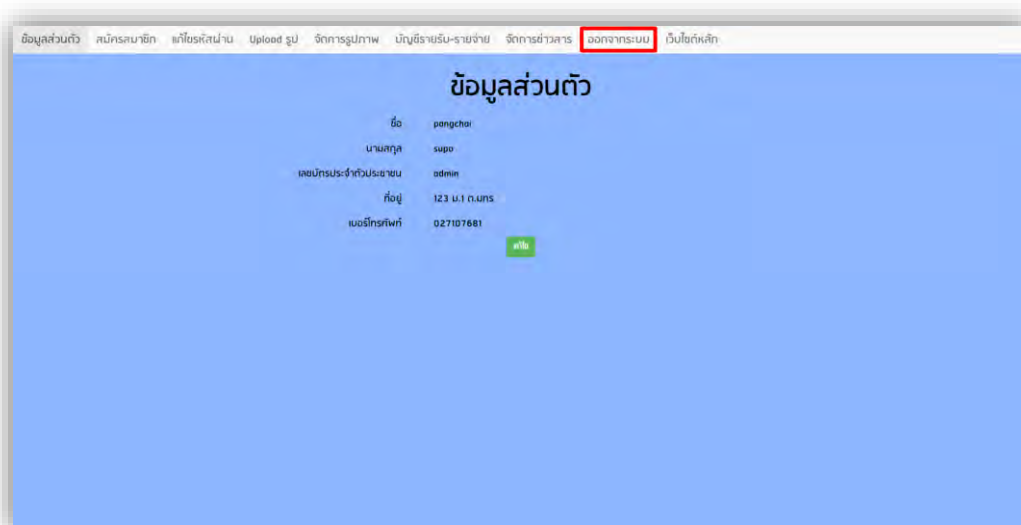 ข้อมูลส่วนตัว สมัครสมาชิก แก้ไขรหัสผ่าน Upload รูป จัดการรูปภาพ บัญชีรายรับ-รายจ่าย จัดการข่าวสาร ออกจากระบบ เว็บไซต์หลัก
ข้อมูลส่วนตัว
ชื่อ pongchai
นามสกุล supo
เลขบัตรประจำตัวประชาชน admin
ที่อยู่ 123 ม.1 ต.มทร
เบอร์โทรศัพท์ 027107681
แก้ไข